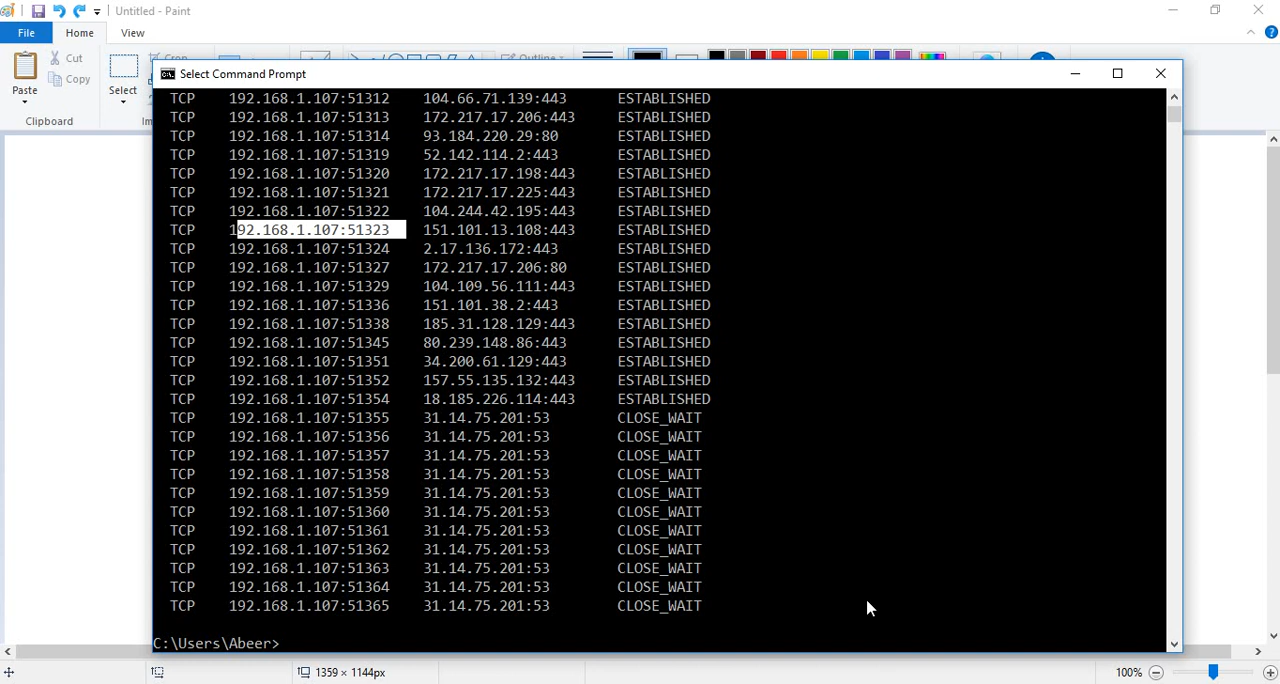 Untitled - Paint
File Home View
Cut
Copy
Paste
Clipboard
Select
Crop
Outline
Select Command Prompt
TCP 192.168.1.107:51312 104.66.71.139:443 ESTABLISHED
TCP 192.168.1.107:51313 172.217.17.206:443 ESTABLISHED
TCP 192.168.1.107:51314 93.184.220.29:80 ESTABLISHED
TCP 192.168.1.107:51319 52.142.114.2:443 ESTABLISHED
TCP 192.168.1.107:51320 172.217.17.198:443 ESTABLISHED
TCP 192.168.1.107:51321 172.217.17.225:443 ESTABLISHED
TCP 192.168.1.107:51322 104.244.42.195:443 ESTABLISHED
TCP 192.168.1.107:51323 151.101.13.108:443 ESTABLISHED
TCP 192.168.1.107:51324 2.17.136.172:443 ESTABLISHED
TCP 192.168.1.107:51327 172.217.17.206:80 ESTABLISHED
TCP 192.168.1.107:51329 104.109.56.111:443 ESTABLISHED
TCP 192.168.1.107:51336 151.101.38.2:443 ESTABLISHED
TCP 192.168.1.107:51338 185.31.128.129:443 ESTABLISHED
TCP 192.168.1.107:51345 80.239.148.86:443 ESTABLISHED
TCP 192.168.1.107:51351 34.200.61.129:443 ESTABLISHED
TCP 192.168.1.107:51352 157.55.135.132:443 ESTABLISHED
TCP 192.168.1.107:51354 18.185.226.114:443 ESTABLISHED
TCP 192.168.1.107:51355 31.14.75.201:53 CLOSE_WAIT
TCP 192.168.1.107:51356 31.14.75.201:53 CLOSE_WAIT
TCP 192.168.1.107:51357 31.14.75.201:53 CLOSE_WAIT
TCP 192.168.1.107:51358 31.14.75.201:53 CLOSE_WAIT
TCP 192.168.1.107:51359 31.14.75.201:53 CLOSE_WAIT
TCP 192.168.1.107:51360 31.14.75.201:53 CLOSE_WAIT
TCP 192.168.1.107:51361 31.14.75.201:53 CLOSE_WAIT
TCP 192.168.1.107:51362 31.14.75.201:53 CLOSE_WAIT
TCP 192.168.1.107:51363 31.14.75.201:53 CLOSE_WAIT
TCP 192.168.1.107:51364 31.14.75.201:53 CLOSE_WAIT
TCP 192.168.1.107:51365 31.14.75.201:53 CLOSE_WAIT
C:\Users\Abeer>
1359 × 1144px
100%